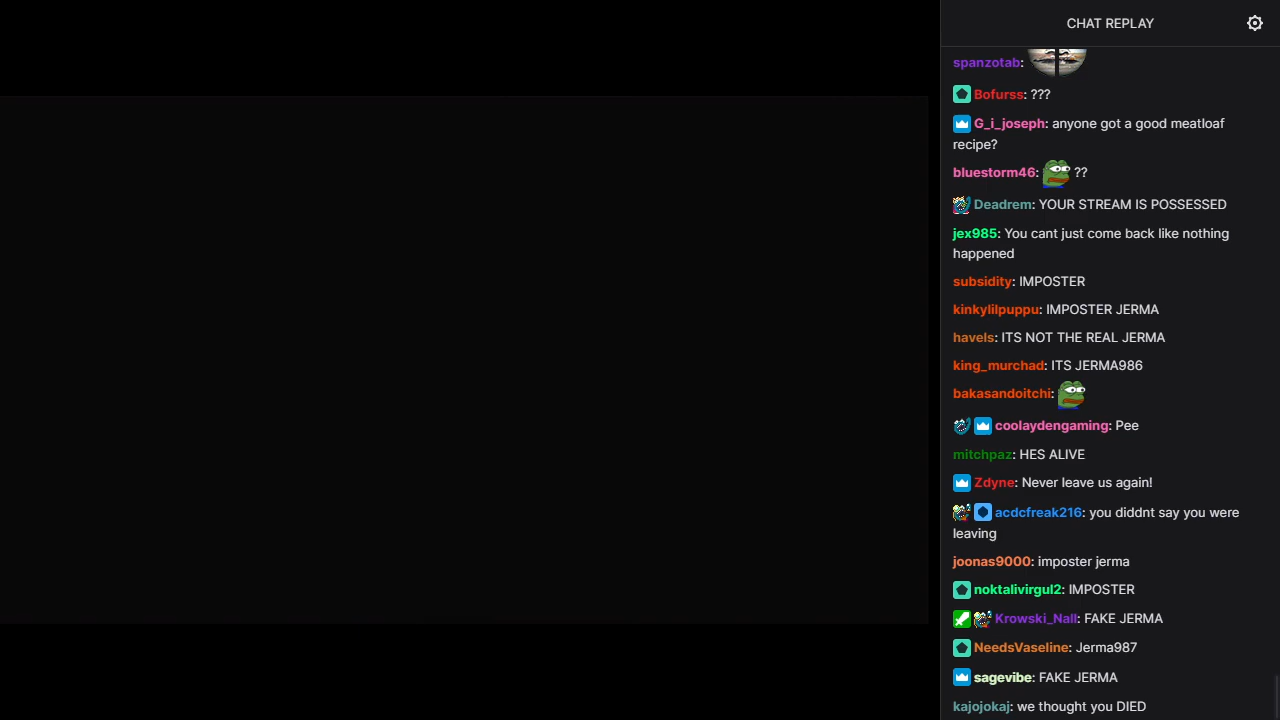 CHAT REPLAY
spanzotab:
Bofurss: ???
G_i_joseph: anyone got a good meatloaf
recipe?
bluestorm46: ??
Deadrem: YOUR STREAM IS POSSESSED
jex985: You cant just come back like nothing
happened
subsidity: IMPOSTER
kinkylilpuppu: IMPOSTER JERMA
havels: ITS NOT THE REAL JERMA
king_murchad: ITS JERMA986
bakasandoitchi:
coolaydengaming: Pee
mitchpaz: HES ALIVE
Zdyne: Never leave us again!
acdcfreak216: you diddnt say you were
leaving
joonas9000: imposter jerma
noktalivirgul2: IMPOSTER
Krowski_Nall: FAKE JERMA
NeedsVaseline: Jerma987
sagevibe: FAKE JERMA
kajojokaj: we thought you DIED